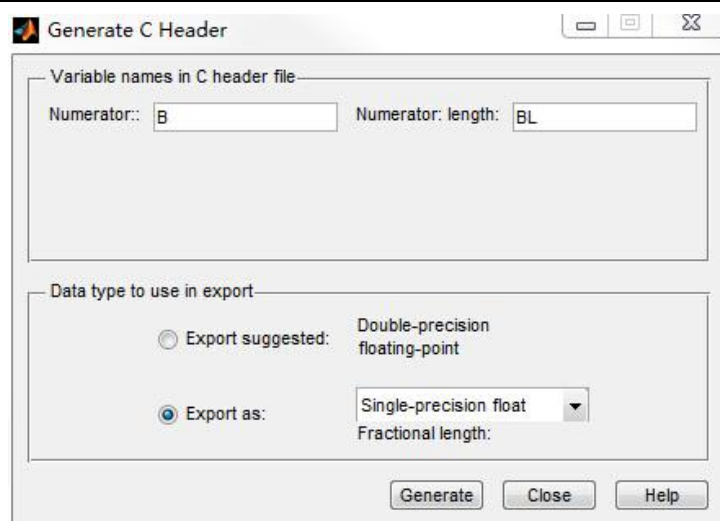 Generate C Header
Variable names in C header file
Numerator:: B Numerator: length: BL
Data type to use in export
Export suggested: Double-precision
floating-point
Export as: Single-precision float
Fractional length:
Generate Close Help